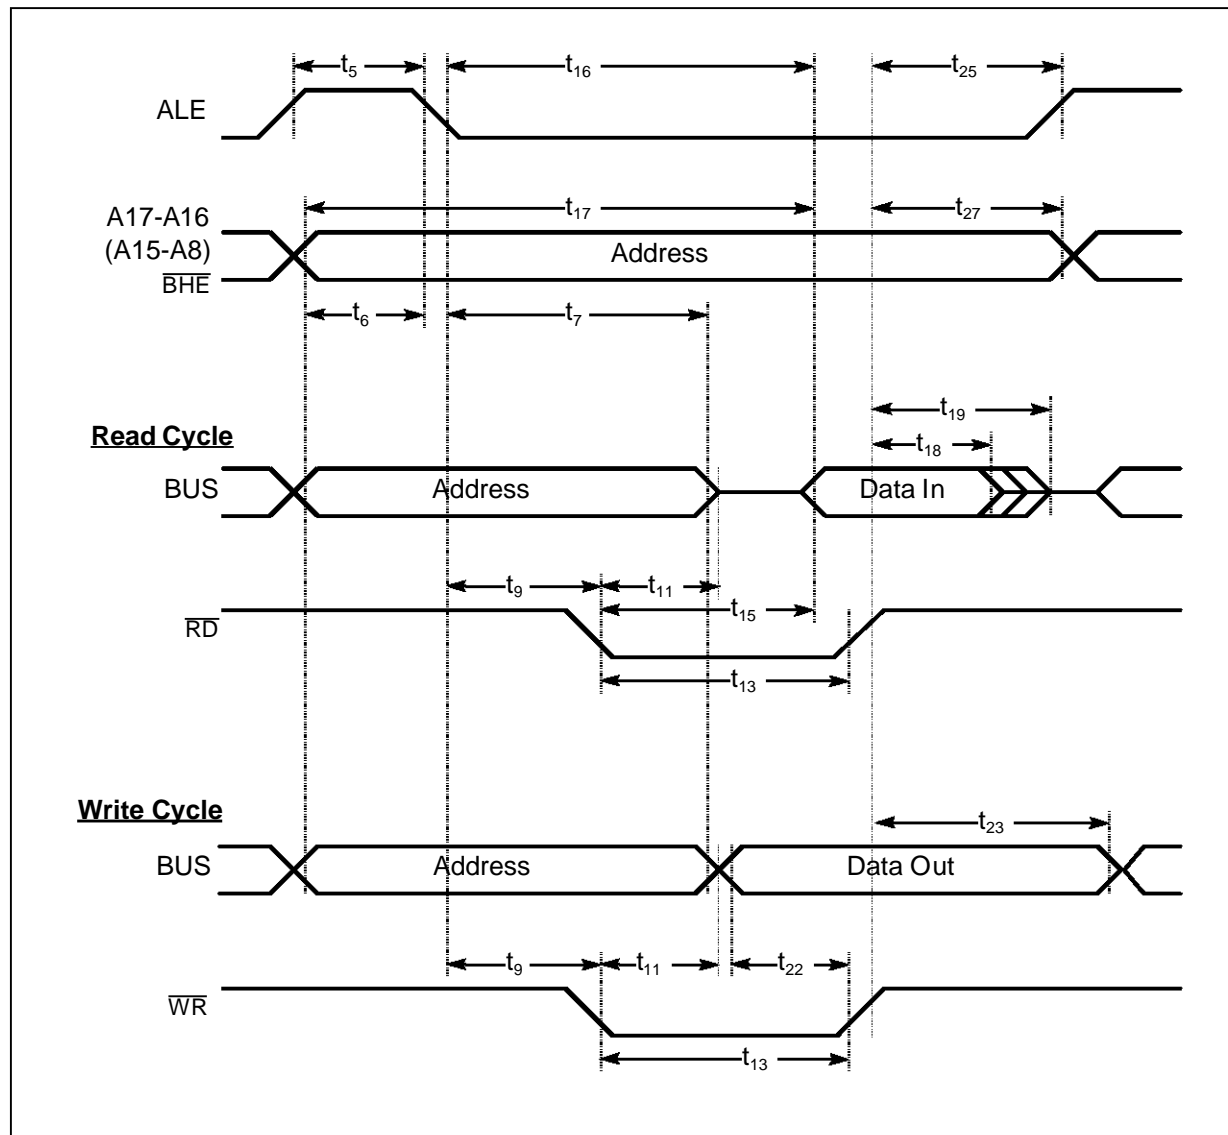 t5 t16 t25
ALE
A17-A16
(A15-A8)
BHE
t17 t27
Address
t6 t7
t19
Read Cycle
t18
BUS Address Data In
t9 t11
t15
RD
t13
Write Cycle
t23
BUS Address Data Out
t9 t11 t22
WR
t13